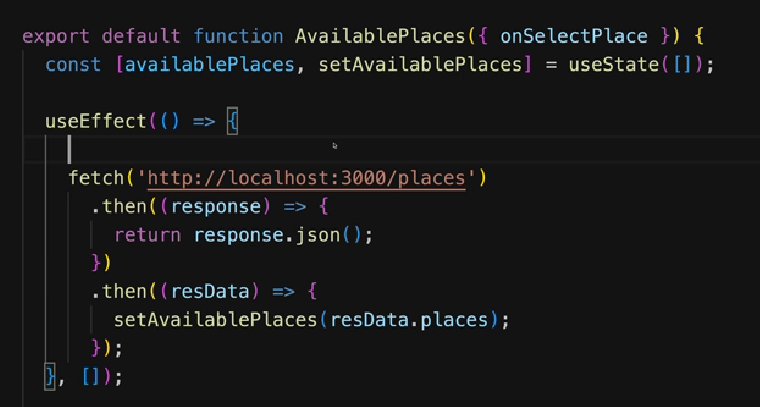 export default function AvailablePlaces({ onSelectPlace }) {
const [availablePlaces, setAvailablePlaces] = useState([]);
useEffect(() => {
fetch('http://localhost:3000/places')
.then((response) => {
return response.json();
})
.then((resData) => {
setAvailablePlaces(resData.places);
});
}, []);